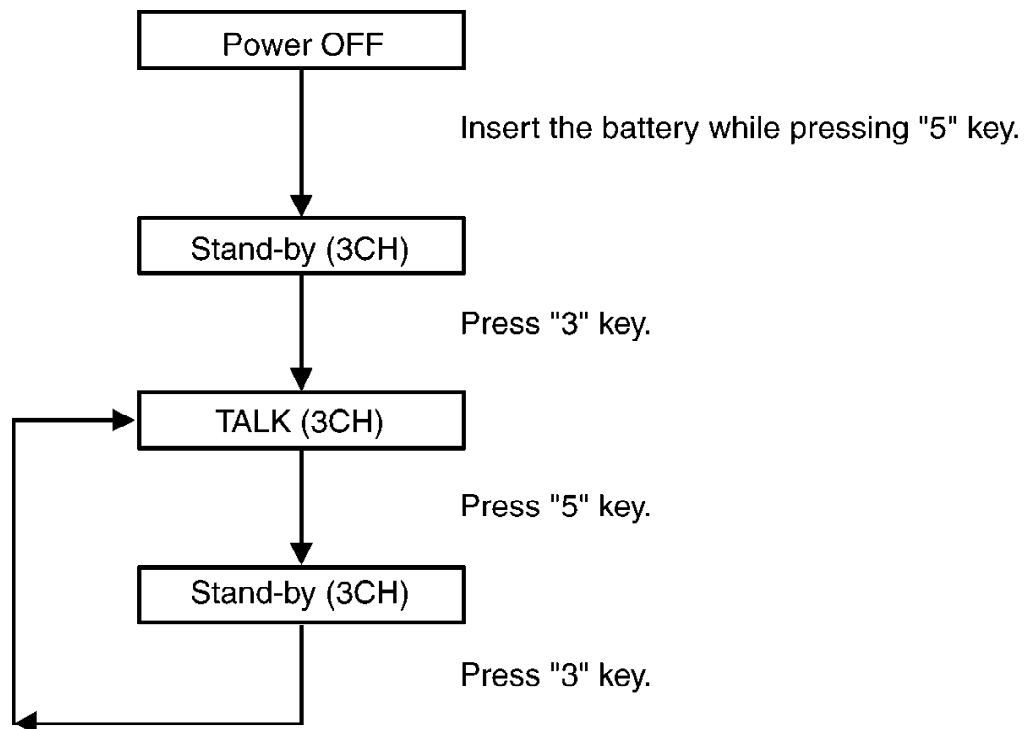 Power OFF
Insert the battery while pressing "5" key.
Stand-by (3CH)
Press "3" key.
TALK (3CH)
Press "5" key.
Stand-by (3CH)
Press "3" key.